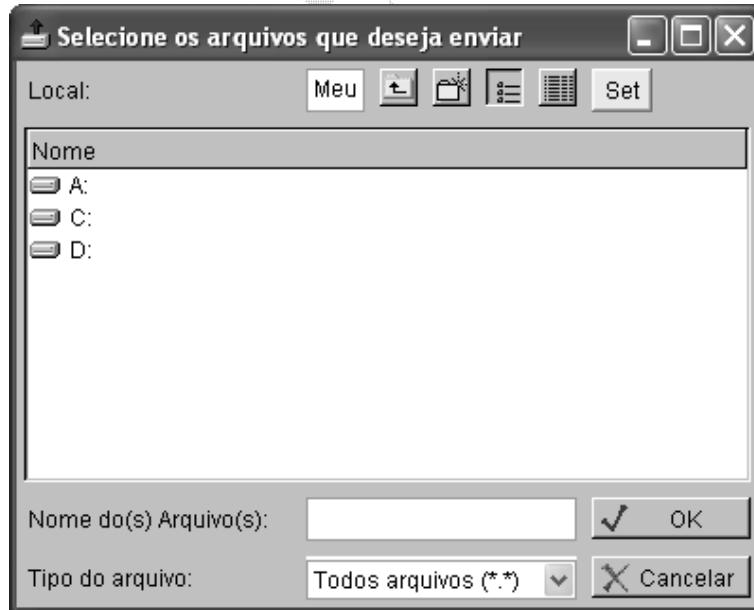 Selecione os arquivos que deseja enviar
Local: Meu Set
Nome
A:
C:
D:
Nome do(s) Arquivo(s): OK
Tipo do arquivo: Todos arquivos (*.*) Cancelar